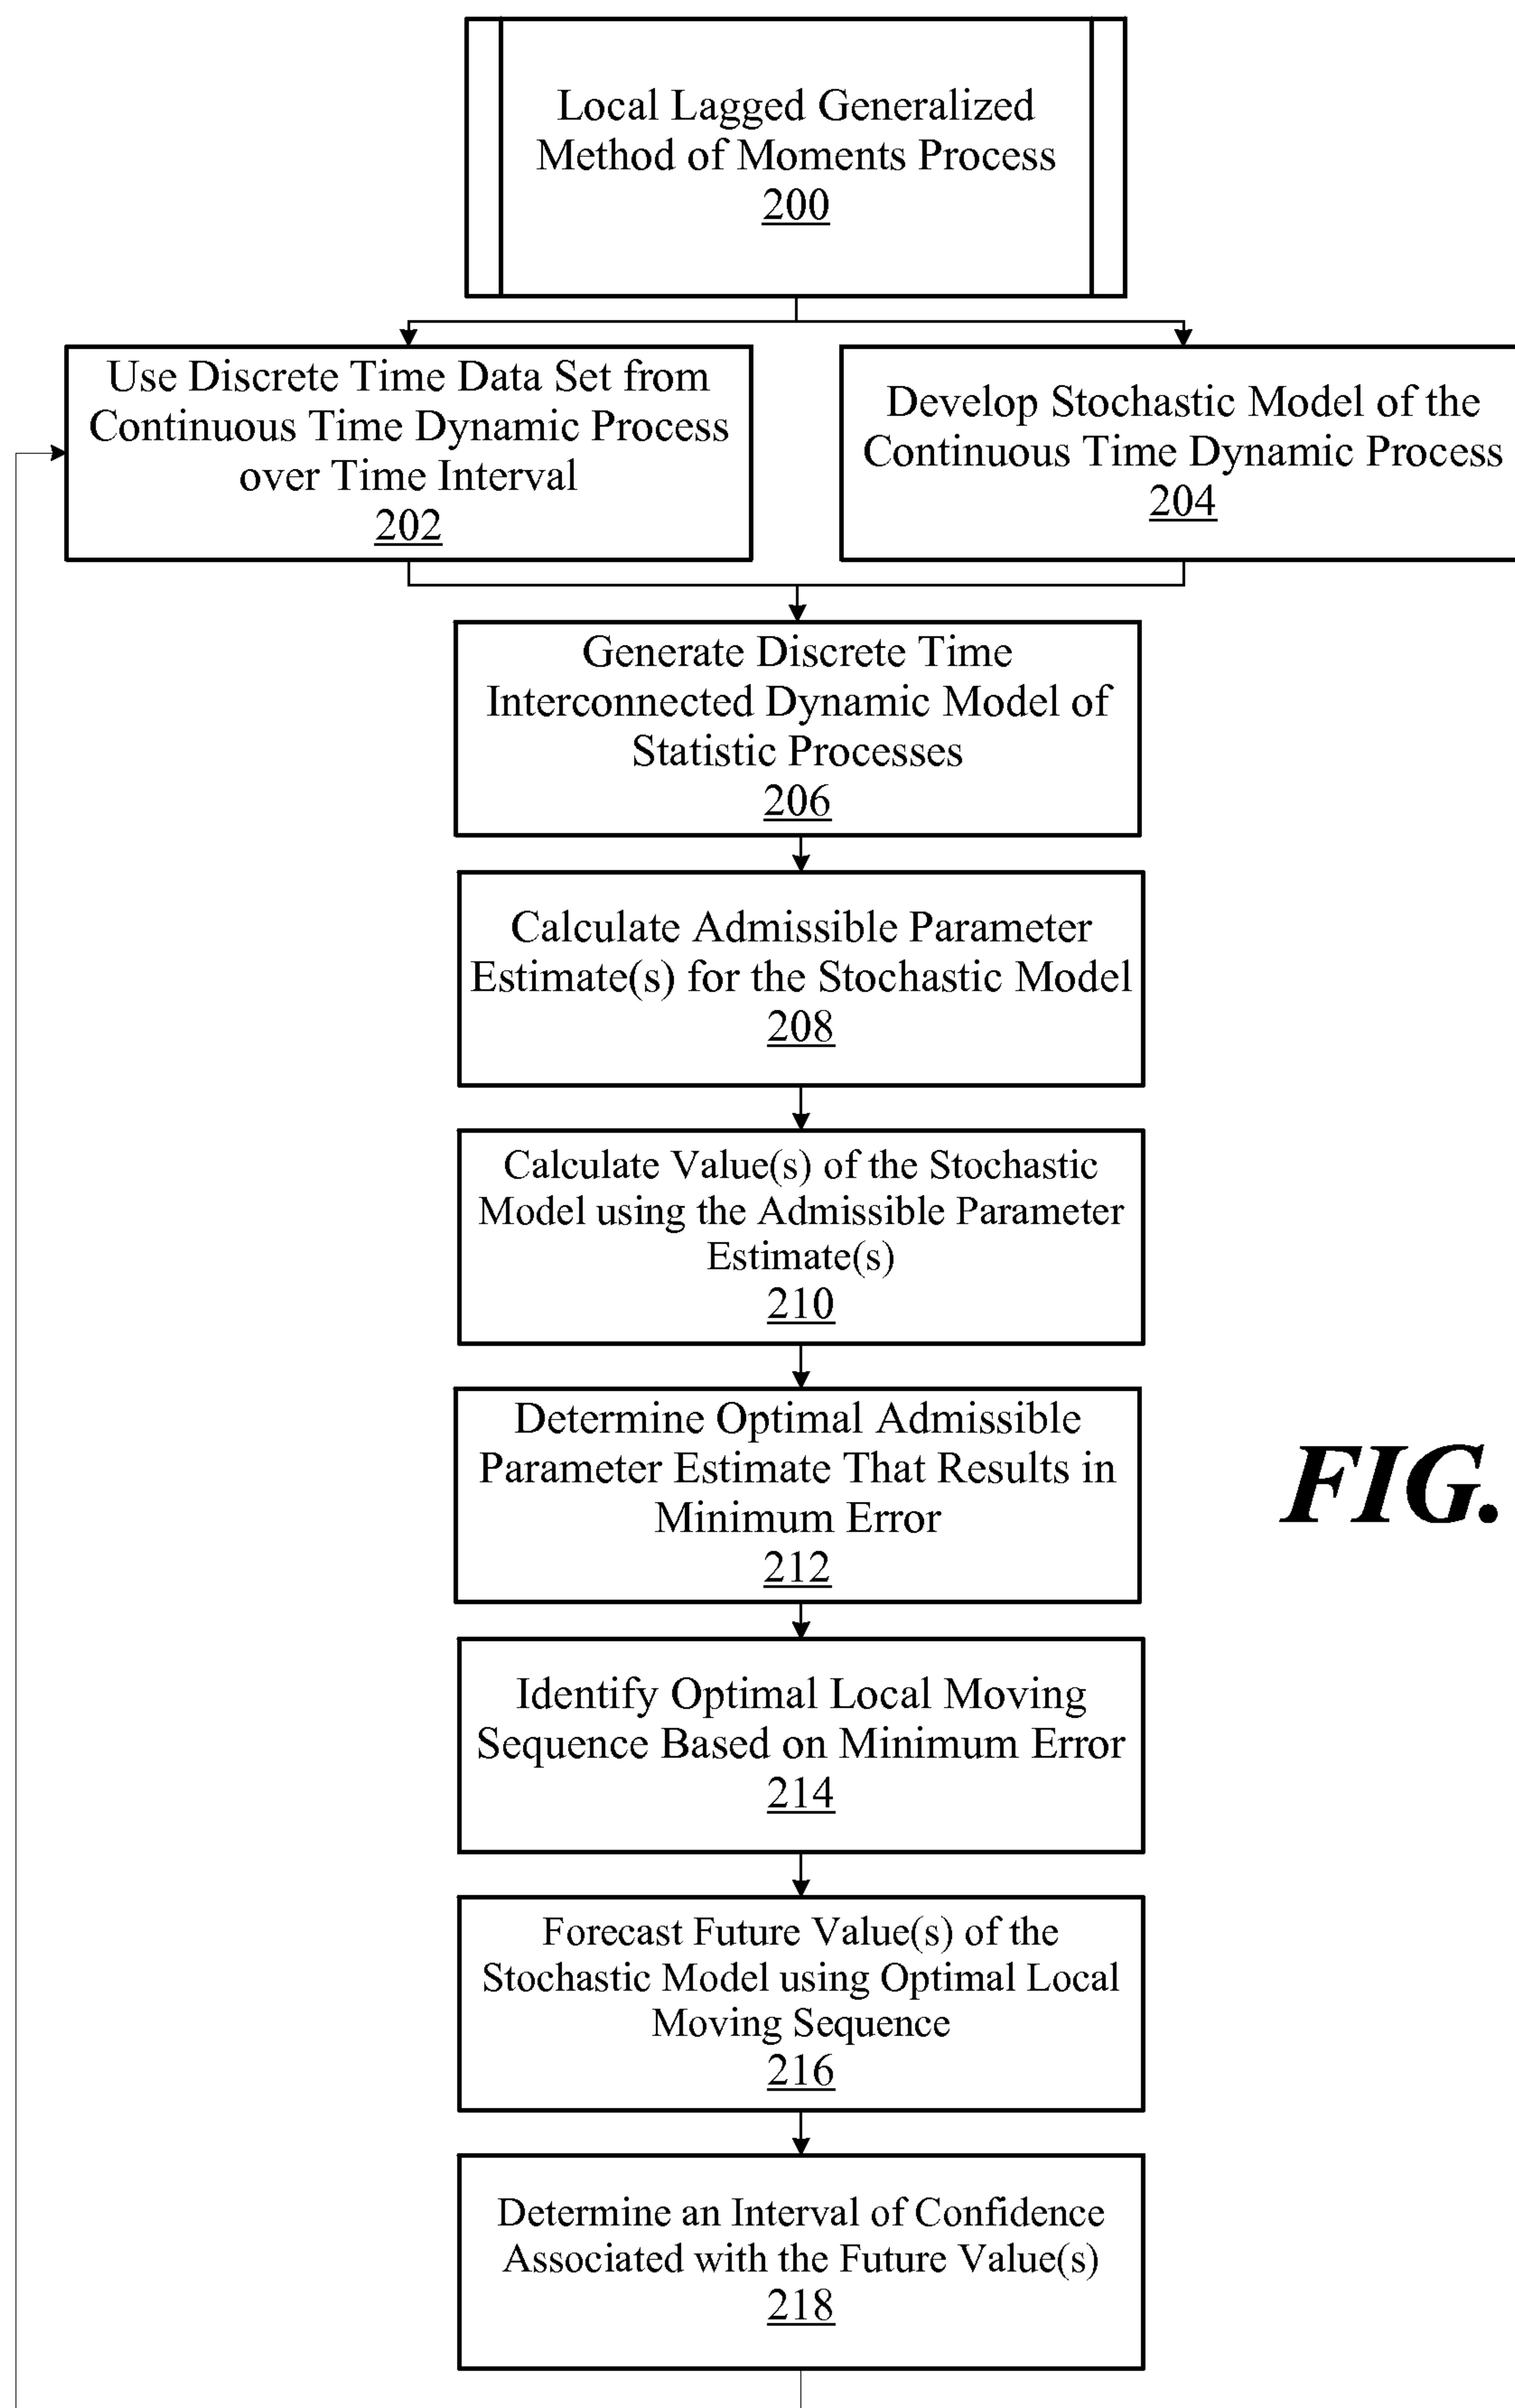 Local Lagged Generalized
Method of Moments Process
200
Use Discrete Time Data Set from
Continuous Time Dynamic Process
over Time Interval
202
Develop Stochastic Model of the
Continuous Time Dynamic Process
204
Generate Discrete Time
Interconnected Dynamic Model of
Statistic Processes
206
Calculate Admissible Parameter
Estimate(s) for the Stochastic Model
208
Calculate Value(s) of the Stochastic
Model using the Admissible Parameter
Estimate(s)
210
Determine Optimal Admissible
Parameter Estimate That Results in
Minimum Error
212
FIG.
Identify Optimal Local Moving
Sequence Based on Minimum Error
214
Forecast Future Value(s) of the
Stochastic Model using Optimal Local
Moving Sequence
216
Determine an Interval of Confidence
Associated with the Future Value(s)
218